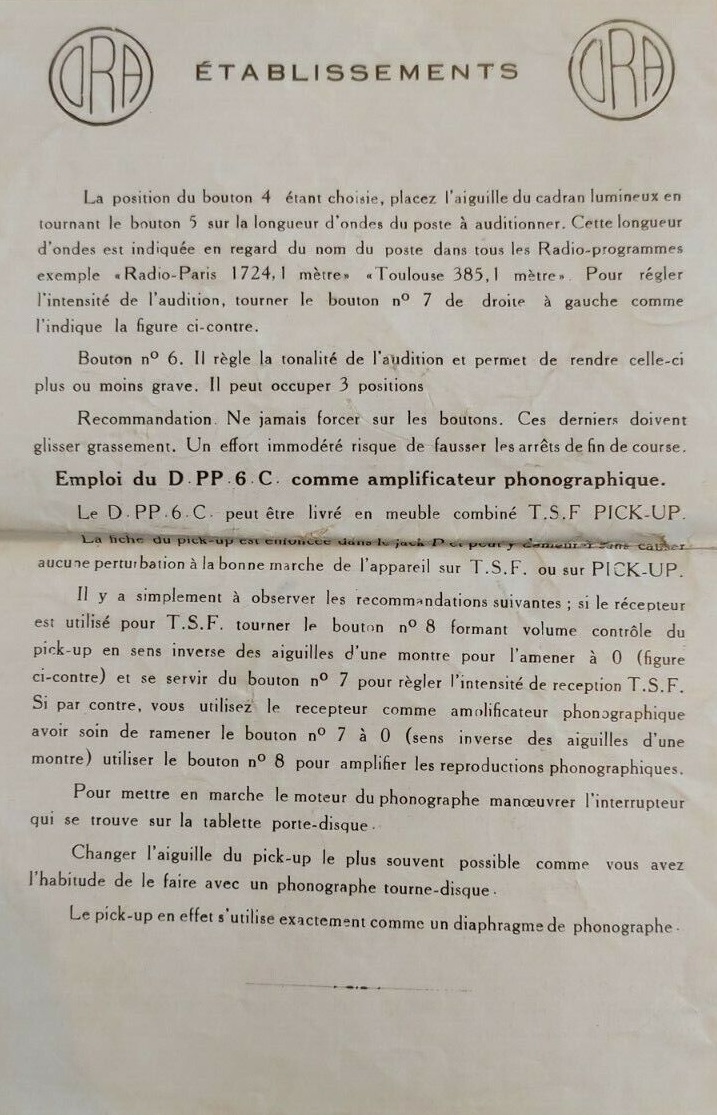 ORA ÉTABLISSEMENTS ORA
La position du bouton 4 étant choisie, placez l'aiguille du cadran lumineux en
tournant le bouton 5 sur la longueur d'ondes du poste à auditionner. Cette longueur
d'ondes est indiquée en regard du nom du poste dans tous les Radio-programmes
exemple «Radio-Paris 1724,1 mètre» «Toulouse 385,1 mètre». Pour régler
l'intensité de l'audition, tourner le bouton nº 7 de droite à gauche comme
l'indique la figure ci-contre.
Bouton nº 6. Il règle la tonalité de l'audition et permet de rendre celle-ci
plus ou moins grave. Il peut occuper 3 positions
Recommandation. Ne jamais forcer sur les boutons. Ces derniers doivent
glisser grassement. Un effort immodéré risque de fausser les arrêts de fin de course.
Emploi du D.PP.6.C. comme amplificateur phonographique.
Le D.PP.6.C. peut être livré en meuble combiné T.S.F PICK-UP.
La fiche du pick-up est enfoncée dans le jack P et peut y demeurer sans causer
aucune perturbation à la bonne marche de l'appareil sur T.S.F. ou sur PICK-UP.
Il y a simplement à observer les recommandations suivantes ; si le récepteur
est utilisé pour T.S.F. tourner le bouton nº 8 formant volume contrôle du
pick-up en sens inverse des aiguilles d'une montre pour l'amener à 0 (figure
ci-contre) et se servir du bouton nº 7 pour règler l'intensité de reception T.S.F.
Si par contre, vous utilisez le recepteur comme amplificateur phonographique
avoir soin de ramener le bouton nº 7 à 0 (sens inverse des aiguilles d'une
montre) utiliser le bouton nº 8 pour amplifier les reproductions phonographiques.
Pour mettre en marche le moteur du phonographe manœuvrer l'interrupteur
qui se trouve sur la tablette porte-disque.
Changer l'aiguille du pick-up le plus souvent possible comme vous avez
l'habitude de le faire avec un phonographe tourne-disque.
Le pick-up en effet s'utilise exactement comme un diaphragme de phonographe.